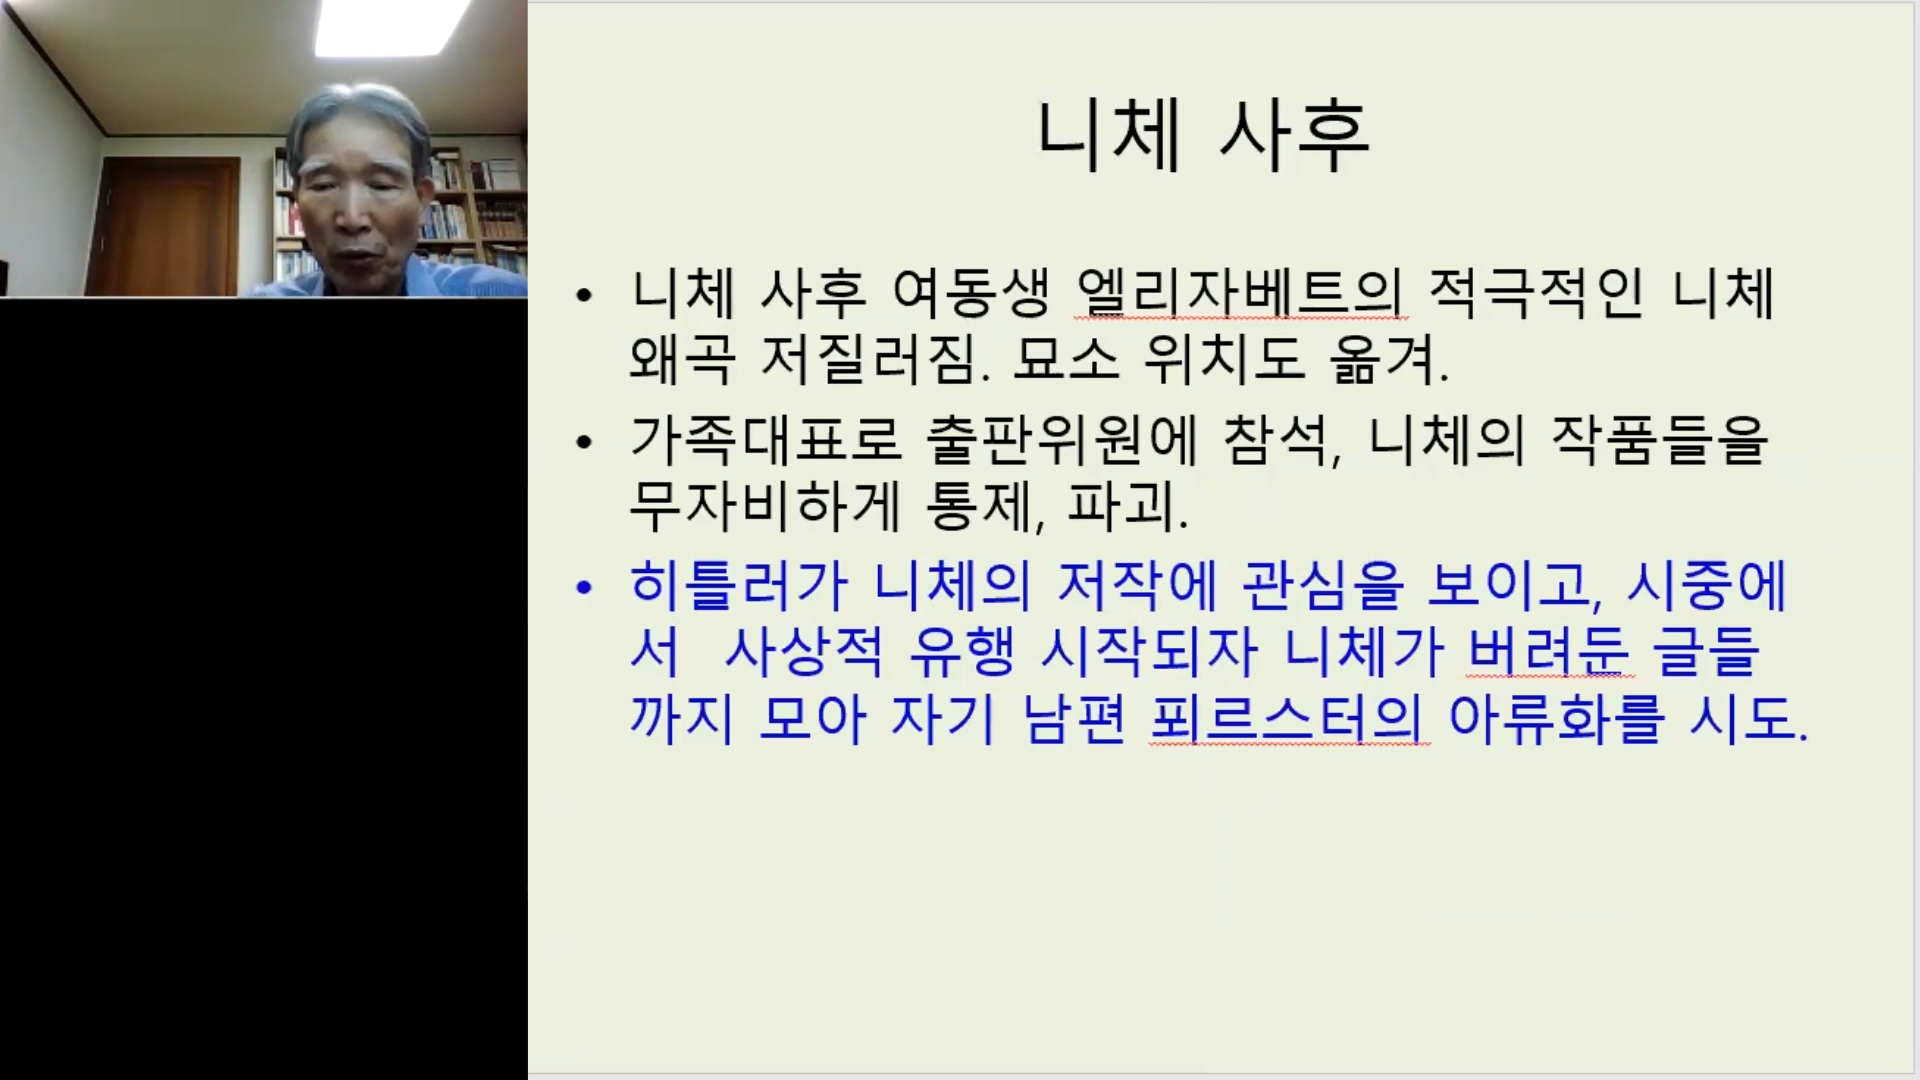 니체 사후
• 니체 사후 여동생 엘리자베트의 적극적인 니체
왜곡 저질러짐. 묘소 위치도 옮겨.
• 가족대표로 출판위원에 참석, 니체의 작품들을
무자비하게 통제, 파괴.
• 히틀러가 니체의 저작에 관심을 보이고, 시중에
서 사상적 유행 시작되자 니체가 버려둔 글들
까지 모아 자기 남편 푀르스터의 아류화를 시도.